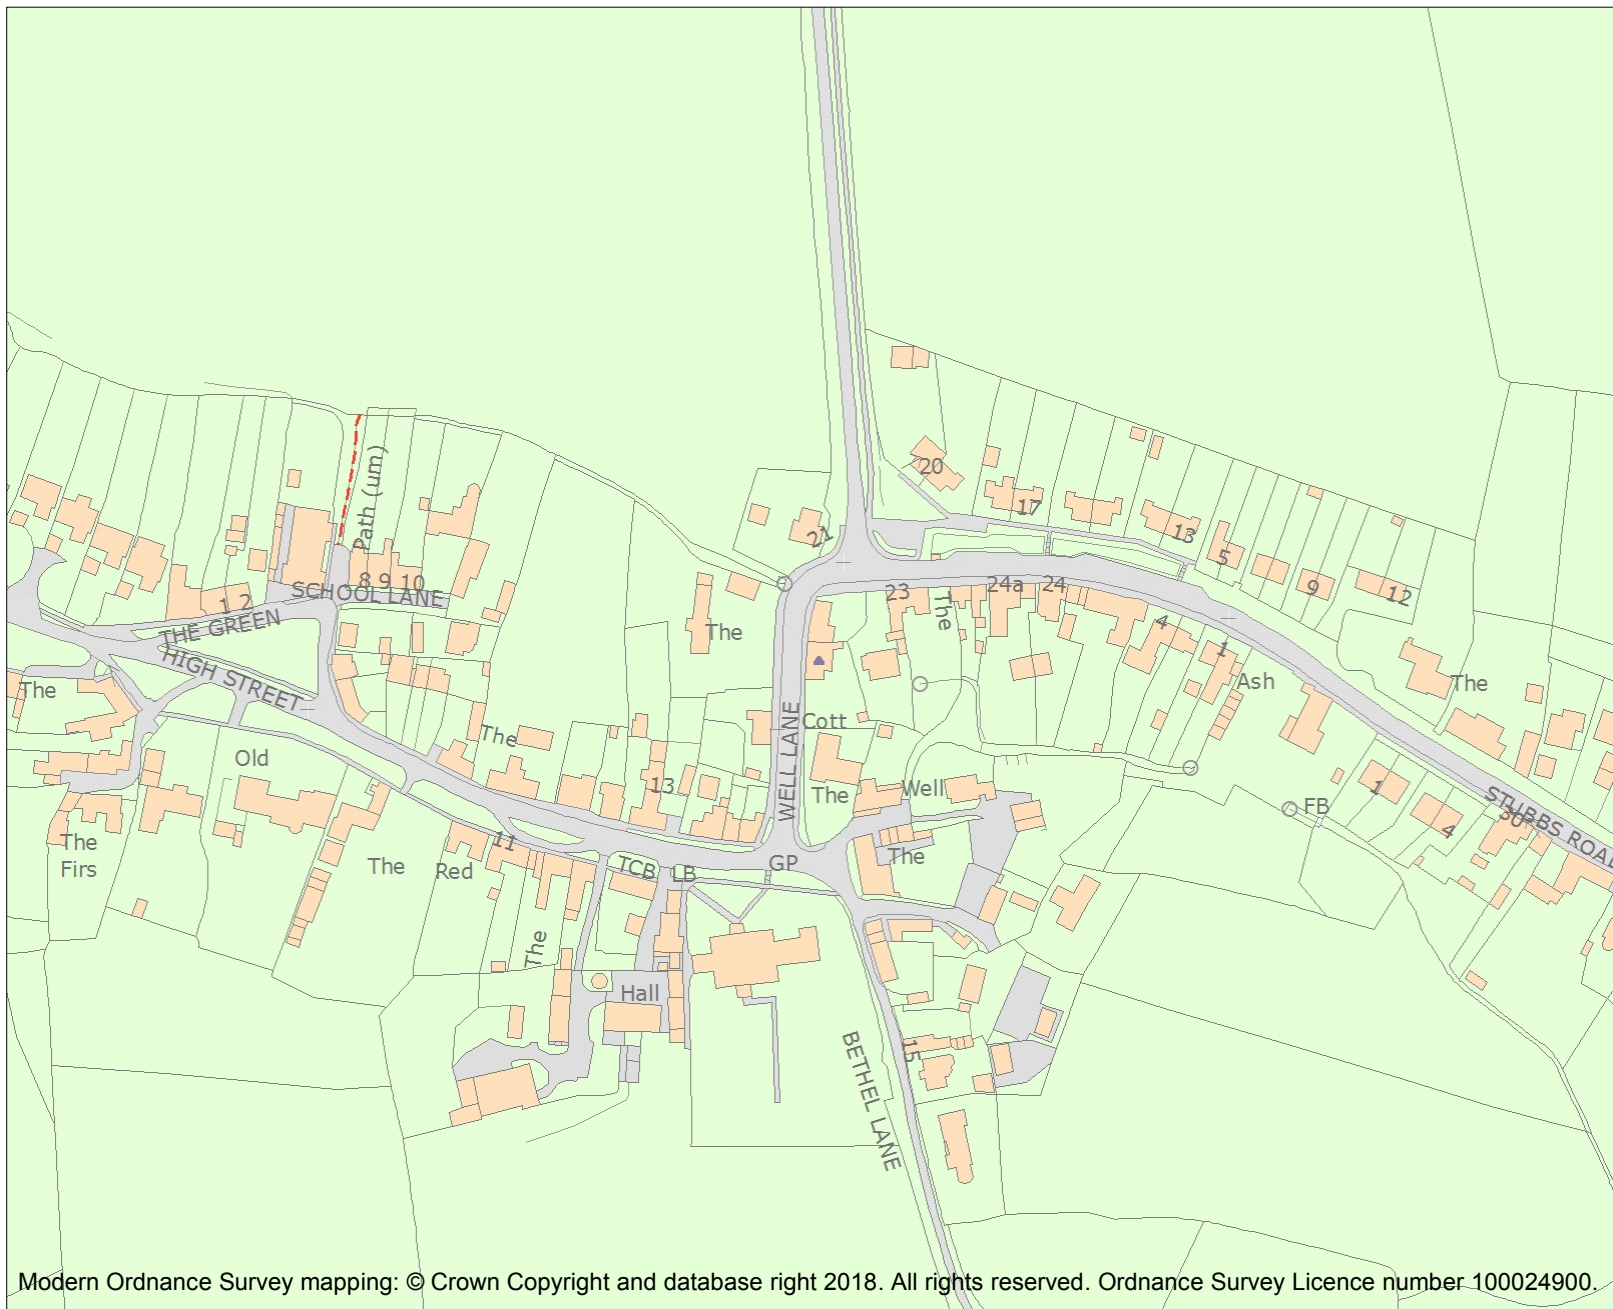 20
Path (um)
17
21
13
5
8 9 10
SCHOOL LANE
1 2
THE GREEN
HIGH STREET
23
The
24a
24
9
12
4
1
The
Ash
The
The
The
Cott
WELL LANE
Old
13
The
Well
1
FB
4
30
STUBBS ROAD
The
Firs
The
Red
11
TCB
LB
GP
The
The
Hall
15
BETHEL LANE
Modern Ordnance Survey mapping: © Crown Copyright and database right 2018. All rights reserved. Ordnance Survey Licence number 100024900.